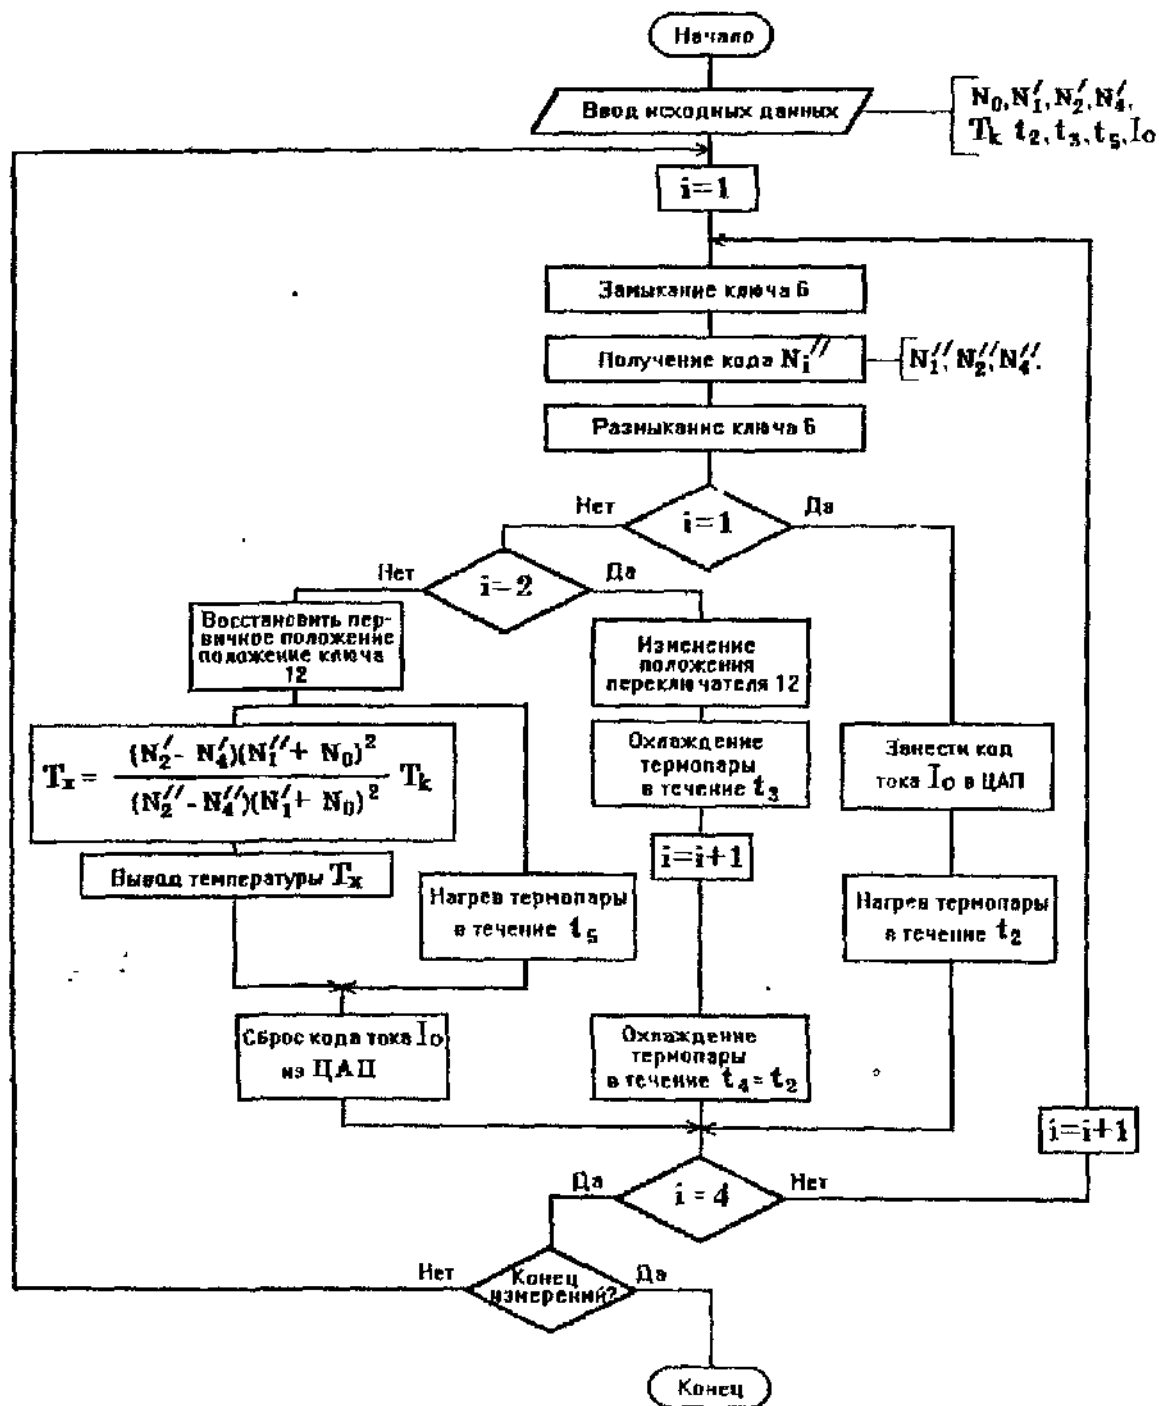 Начало
Ввод исходных данных
N₀, N₁′, N₂′, N₄′,
Tk t₂, t₃, t₅, I₀
i=1
Замыкание ключа 6
Получение кода Nᵢ″
N₁″, N₂″, N₄″.
Размыкание ключа 6
i=1
Нет
Да
i=2
Нет
Да
Восстановить пер-
вичное положение
положение ключа
12
Изменение
положения
переключателя 12
Tx = (N₂′ - N₄′)(N₁″ + N₀)² / (N₂″ - N₄″)(N₁′ + N₀)² Tk
Охлаждение
термопары
в течение t₃
Занести код
тока I₀ в ЦАП
i=i+1
Вывод температуры Tx
Нагрев термопары
в течение t₅
Нагрев термопары
в течение t₂
Сброс кода тока I₀
из ЦАП
Охлаждение
термопары
в течение t₄ = t₂
i=i+1
i = 4
Да
Нет
Конец
измерений?
Нет
Да
Конец